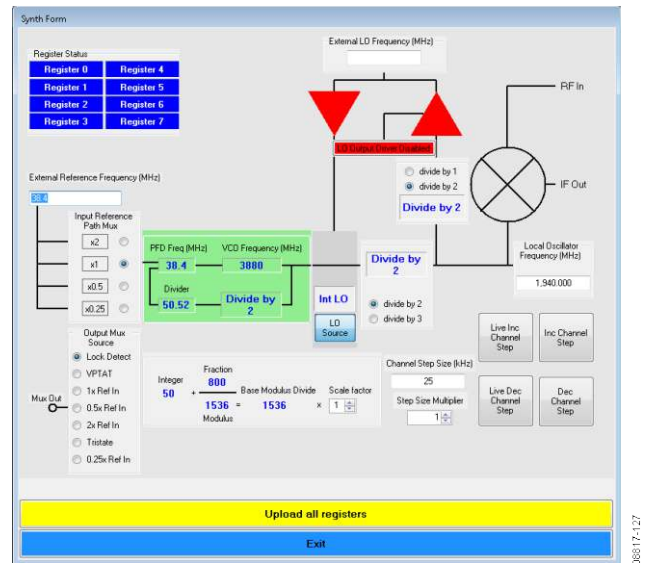 Synth Form
External LO Frequency (MHz)
Register Status
Register 0 Register 4
Register 1 Register 5
Register 2 Register 6
Register 3 Register 7
RF In
LO Output Driver Disabled
divide by 1
divide by 2
Divide by 2
IF Out
External Reference Frequency (MHz)
38.4
Input Reference Path Mux
x2
x1
x0.5
x0.25
PFD Freq (MHz) VCO Frequency (MHz)
38.4 3880
Divider
50.52 Divide by 2
Int LO
LO Source
Divide by 2
divide by 2
divide by 3
Local Oscillator Frequency (MHz)
1,940.000
Output Mux Source
Lock Detect
VPTAT
1x Ref In
0.5x Ref In
2x Ref In
Tristate
0.25x Ref In
Mux Out
Integer
50
+
Fraction
800
1536 = 1536 x 1
Modulus
Base Modulus Divide Scale factor
Channel Step Size (kHz)
25
Step Size Multiplier
1
Live Inc Channel Step
Inc Channel Step
Live Dec Channel Step
Dec Channel Step
Upload all registers
Exit
08817-127